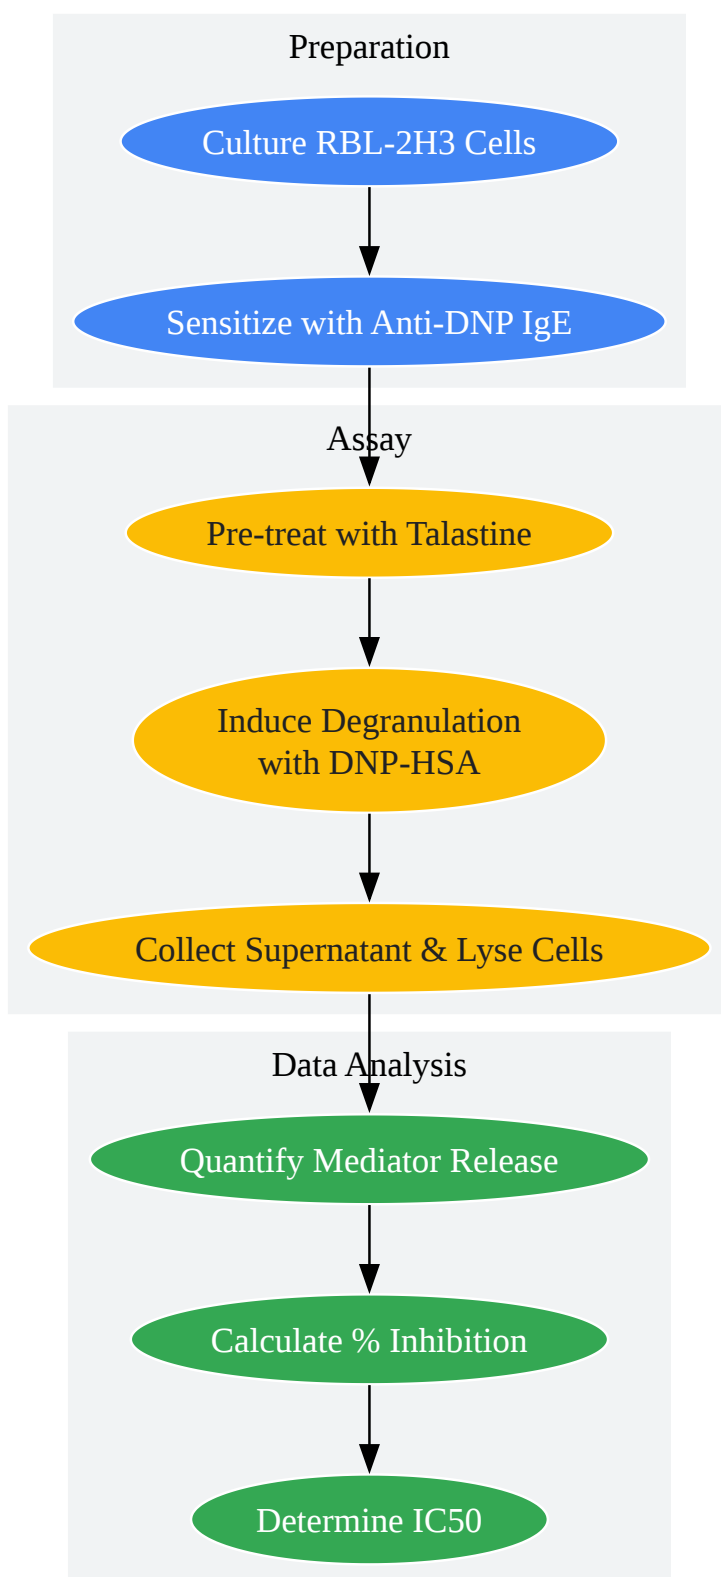 Preparation
Culture RBL-2H3 Cells
Sensitize with Anti-DNP IgE
Assay
Pre-treat with Talastine
Induce Degranulation
with DNP-HSA
Collect Supernatant & Lyse Cells
Data Analysis
Quantify Mediator Release
Calculate % Inhibition
Determine IC50